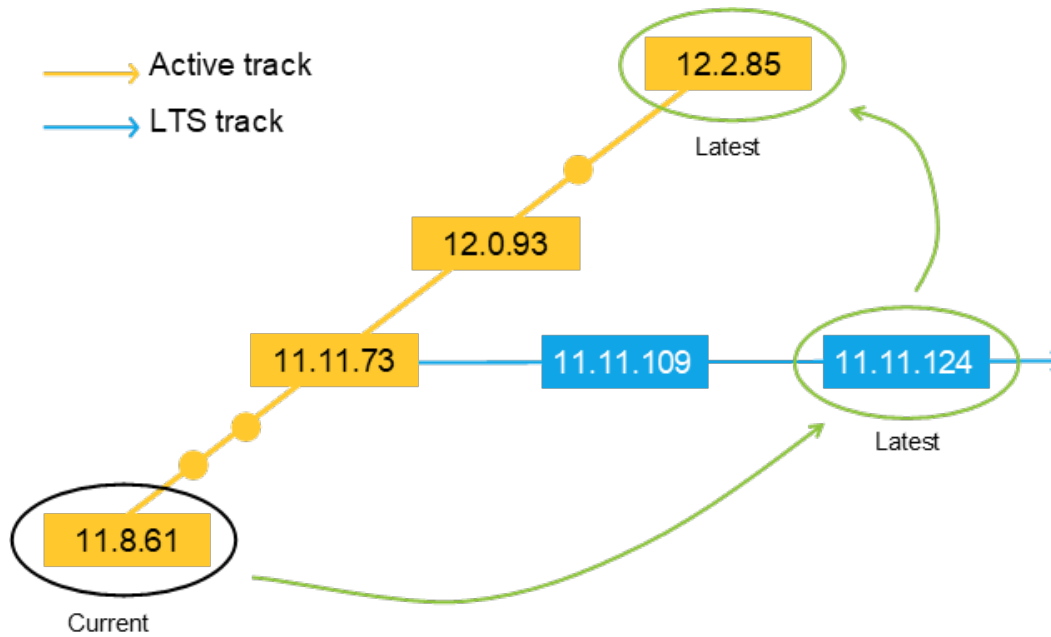 Active track
LTS track
12.2.85
Latest
12.0.93
11.11.73
11.11.109
11.11.124
Latest
11.8.61
Current